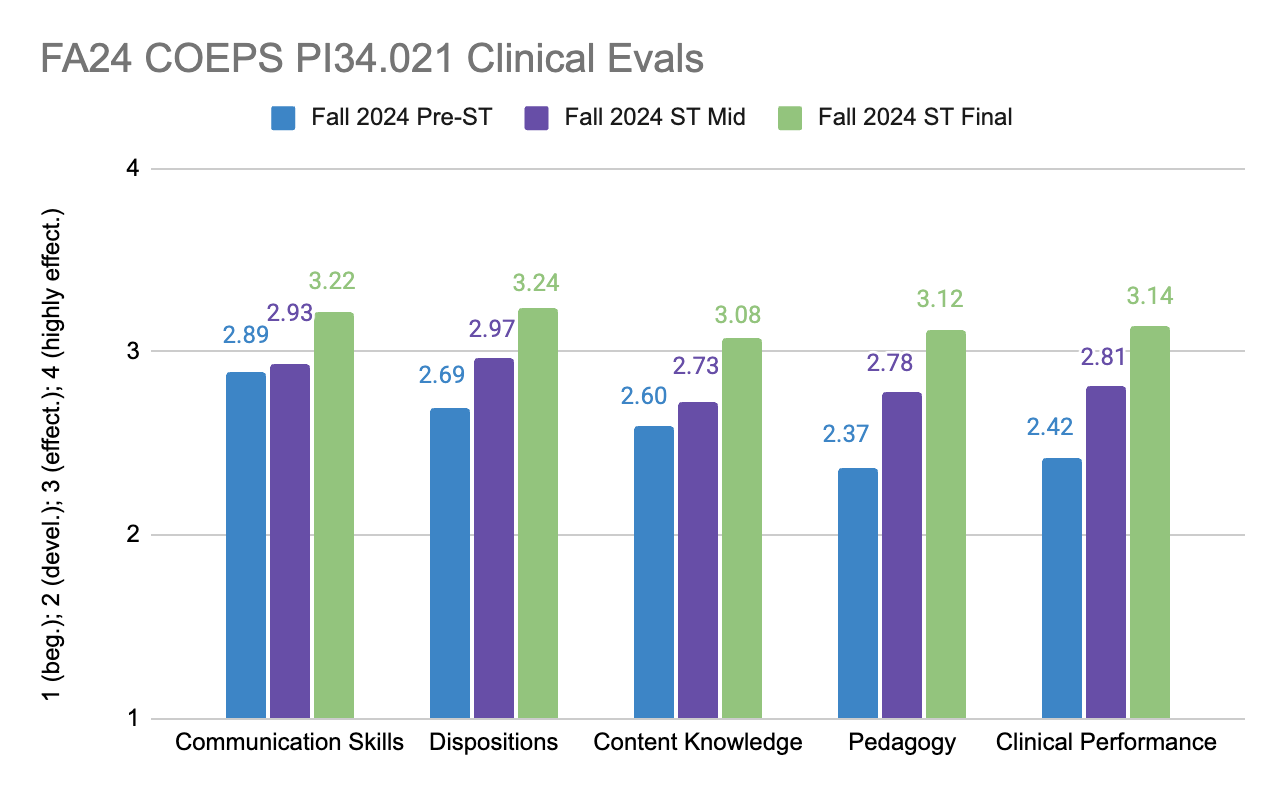 FA24 COEPS PI34.021 Clinical Evals
Fall 2024 Pre-ST
Fall 2024 ST Mid
Fall 2024 ST Final
1 (beg.); 2 (devel.); 3 (effect.); 4 (highly effect.)
4
3
2
1
2.89
2.93
3.22
2.69
2.97
3.24
2.60
2.73
3.08
2.37
2.78
3.12
2.42
2.81
3.14
Communication Skills
Dispositions
Content Knowledge
Pedagogy
Clinical Performance